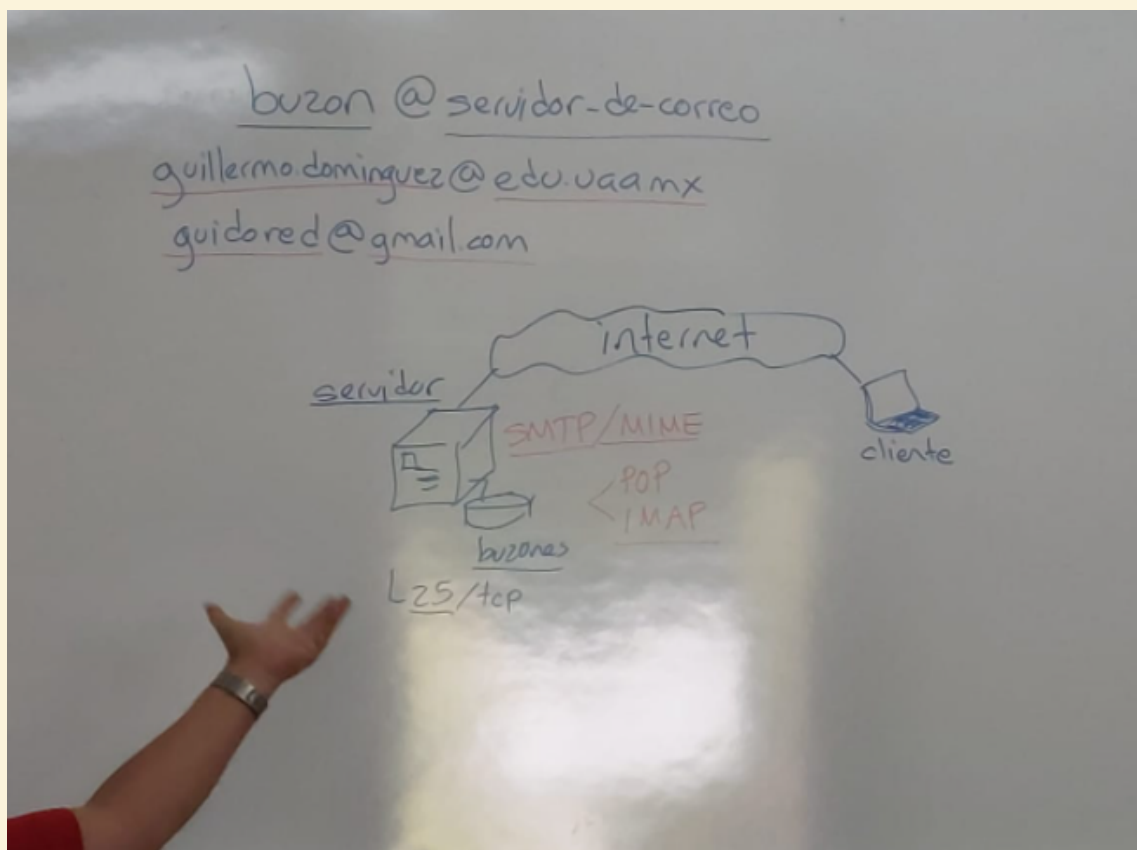 buzon @ servidor-de-correo
guillermo.dominguez@edu.uaa.mx
guidored@gmail.com
internet
servidor
SMTP/MIME
cliente
POP
IMAP
buzones
L25/tcp